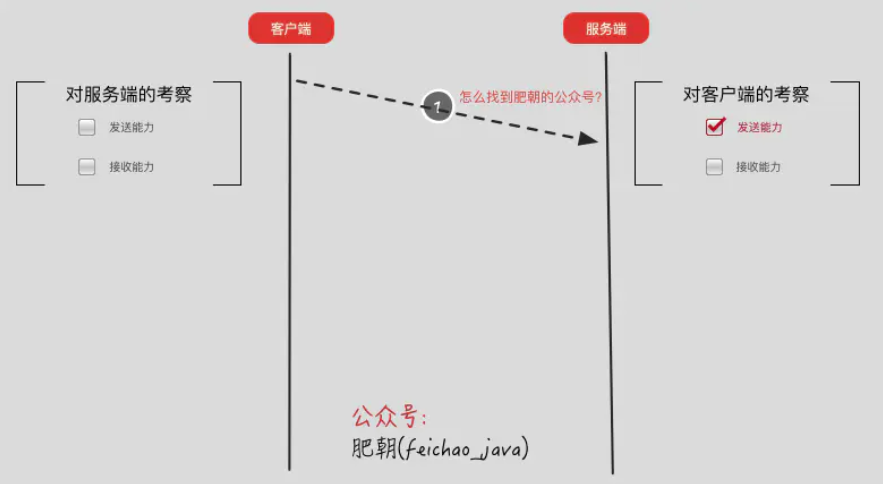 客户端
服务端
对服务端的考察
发送能力
接收能力
1
怎么找到肥朝的公众号?
对客户端的考察
发送能力
接收能力
公众号:
肥朝(feichao_java)